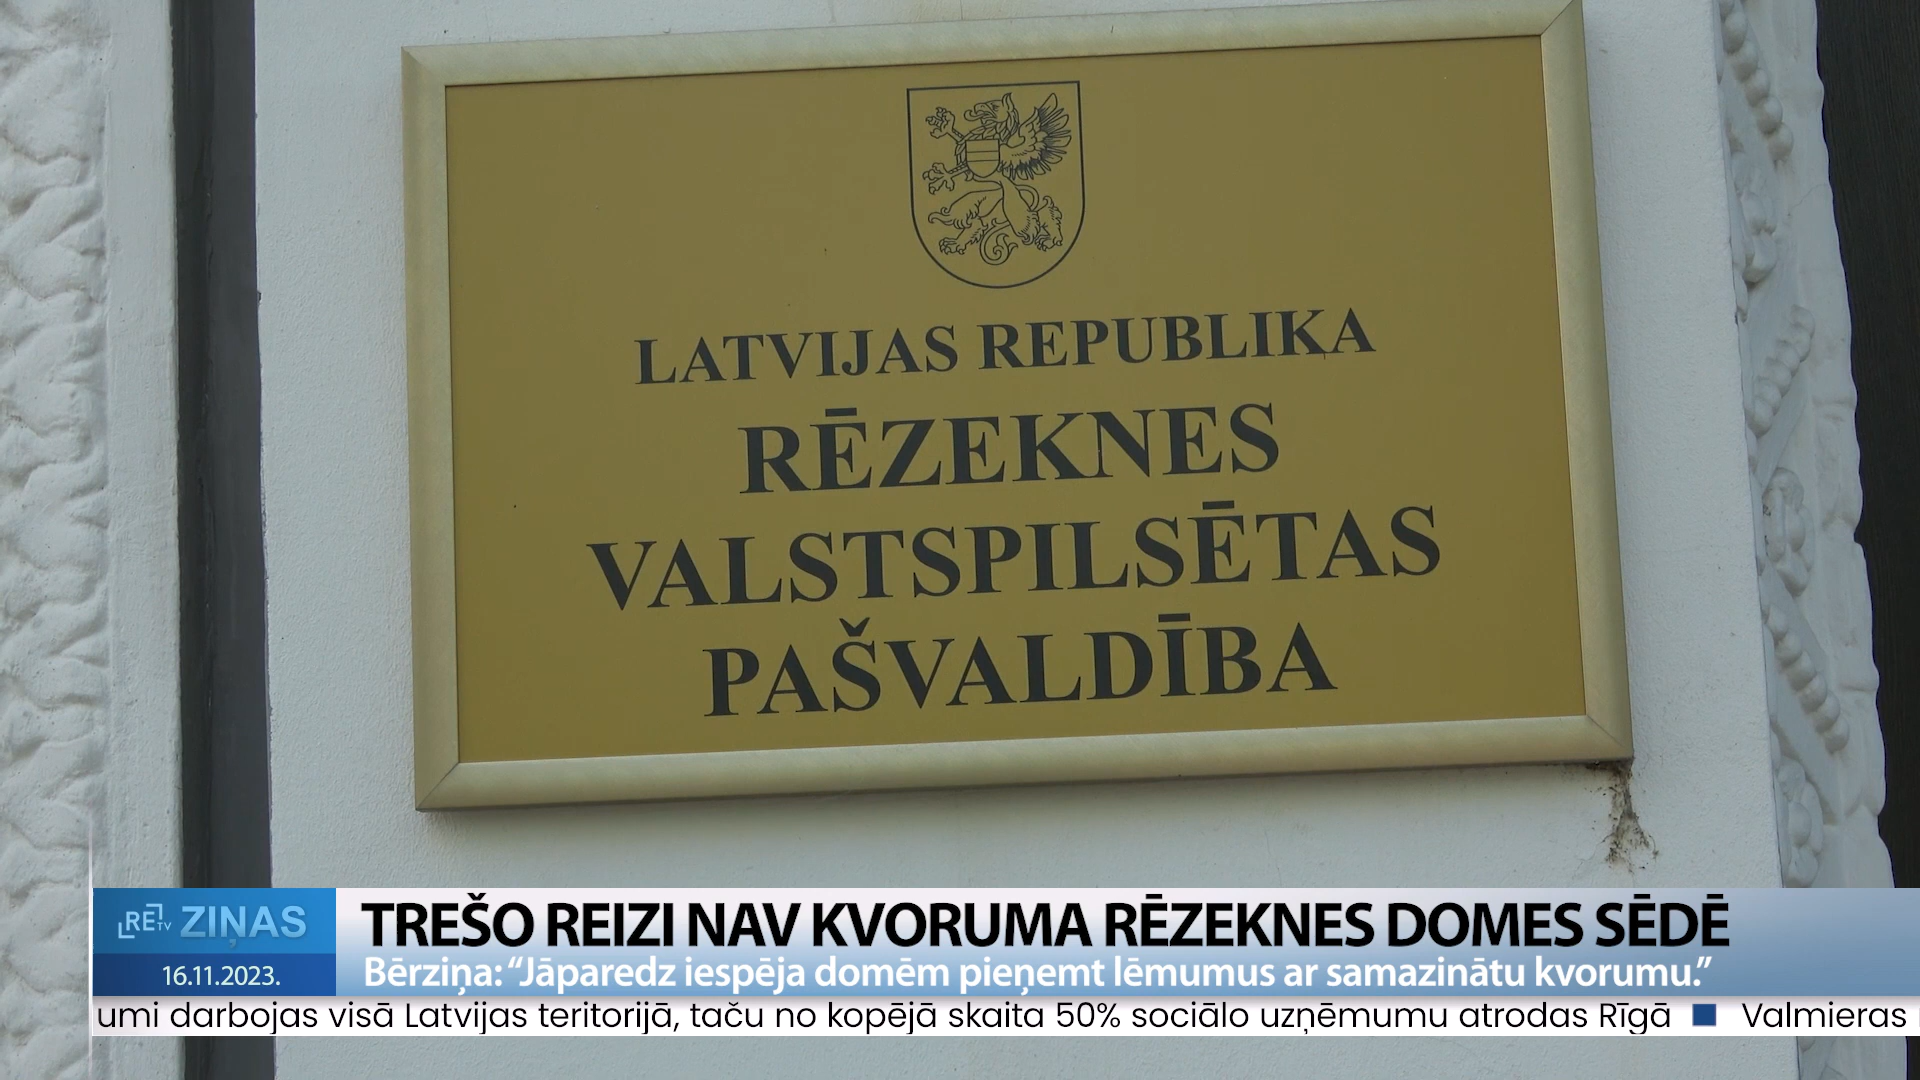 LATVIJAS REPUBLIKA
RĒZEKNES
VALSTSPILSĒTAS
PAŠVALDĪBA
RĒTV ZIŅAS
16.11.2023.
TREŠO REIZI NAV KVORUMA RĒZEKNES DOMES SĒDĒ
Bērziņa: “Jāparedz iespēja domēm pieņemt lēmumus ar samazinātu kvorumu.”
umi darbojas visā Latvijas teritorijā, taču no kopējā skaita 50% sociālo uzņēmumu atrodas Rīgā ■ Valmieras